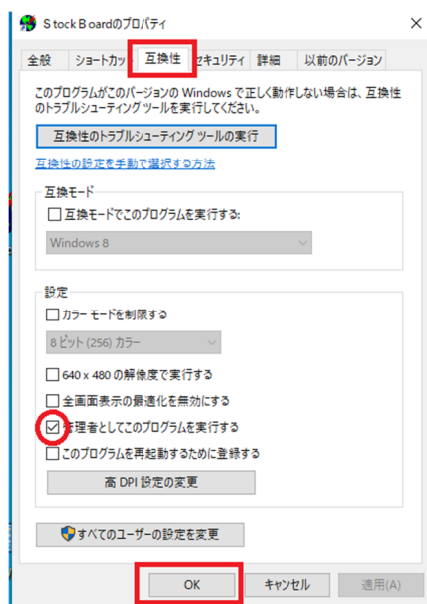 Stock Boardのプロパティ
全般 ショートカッ 互換性 セキュリティ 詳細 以前のバージョン
このプログラムがこのバージョンの Windows で正しく動作しない場合は、互換性
のトラブルシューティング ツールを実行してください。
互換性のトラブルシューティング ツールの実行
互換性の設定を手動で選択する方法
互換モード
互換モードでこのプログラムを実行する:
Windows 8
設定
カラー モードを制限する
8 ビット (256) カラー
640 x 480 の解像度で実行する
全画面表示の最適化を無効にする
管理者としてこのプログラムを実行する
このプログラムを再起動するために登録する
高 DPI 設定の変更
すべてのユーザーの設定を変更
OK キャンセル 適用(A)